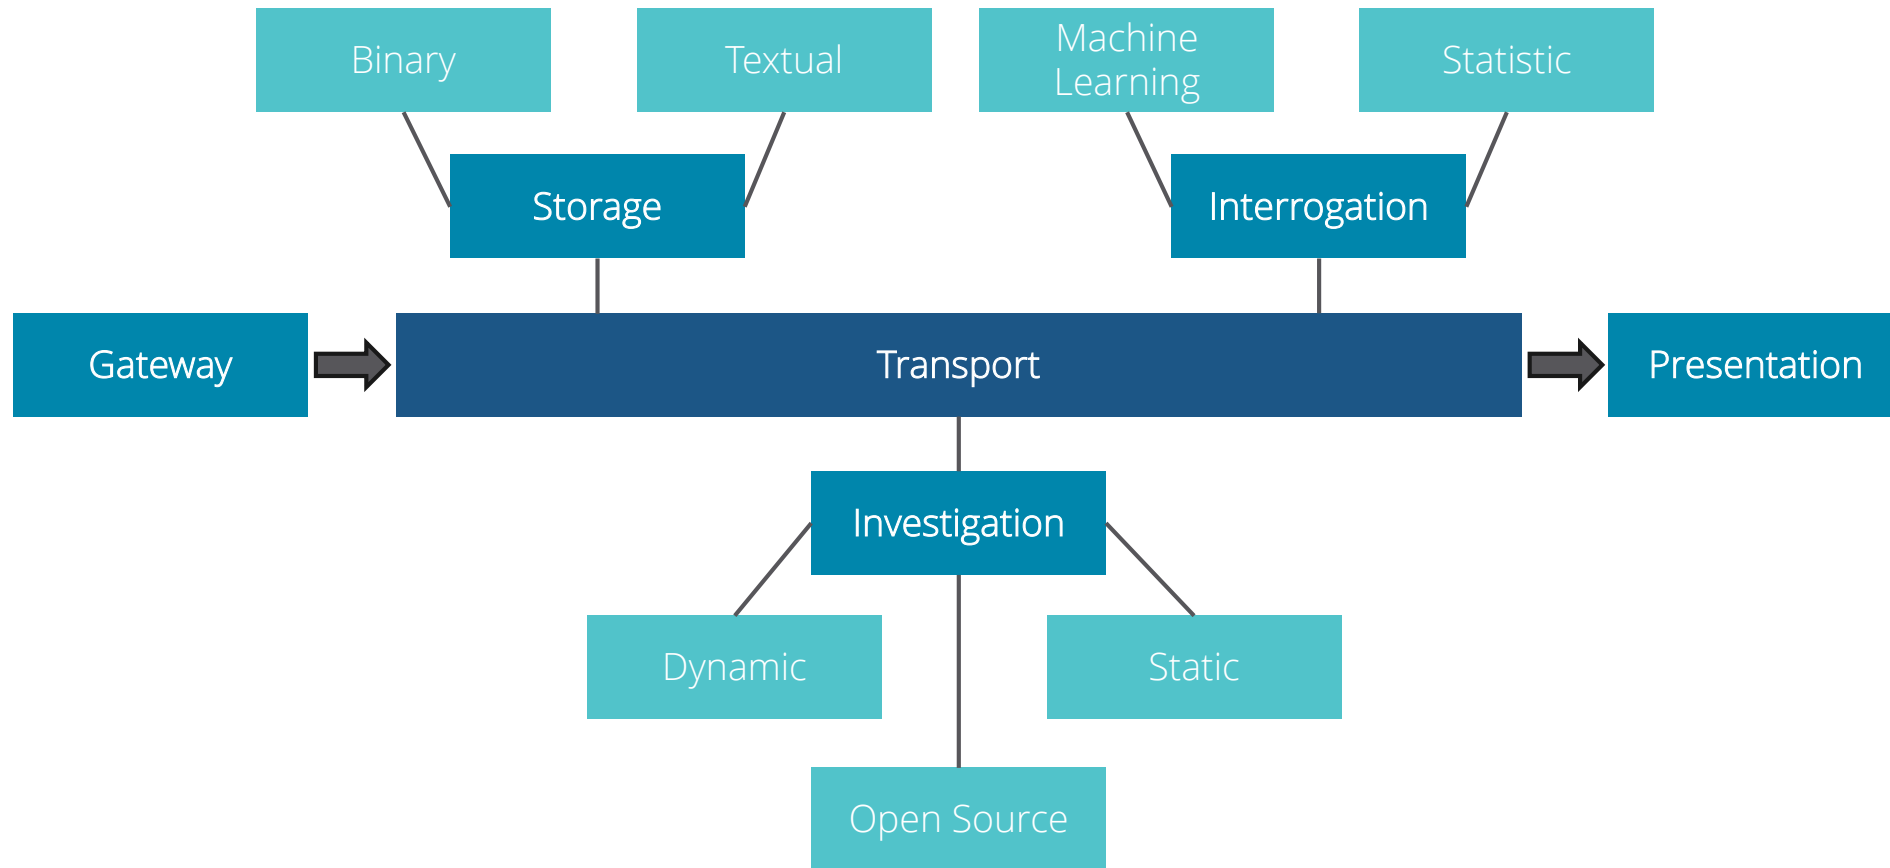 Binary
Textual
Machine
Learning
Statistic
Storage
Interrogation
Gateway
Transport
Presentation
Investigation
Dynamic
Static
Open Source